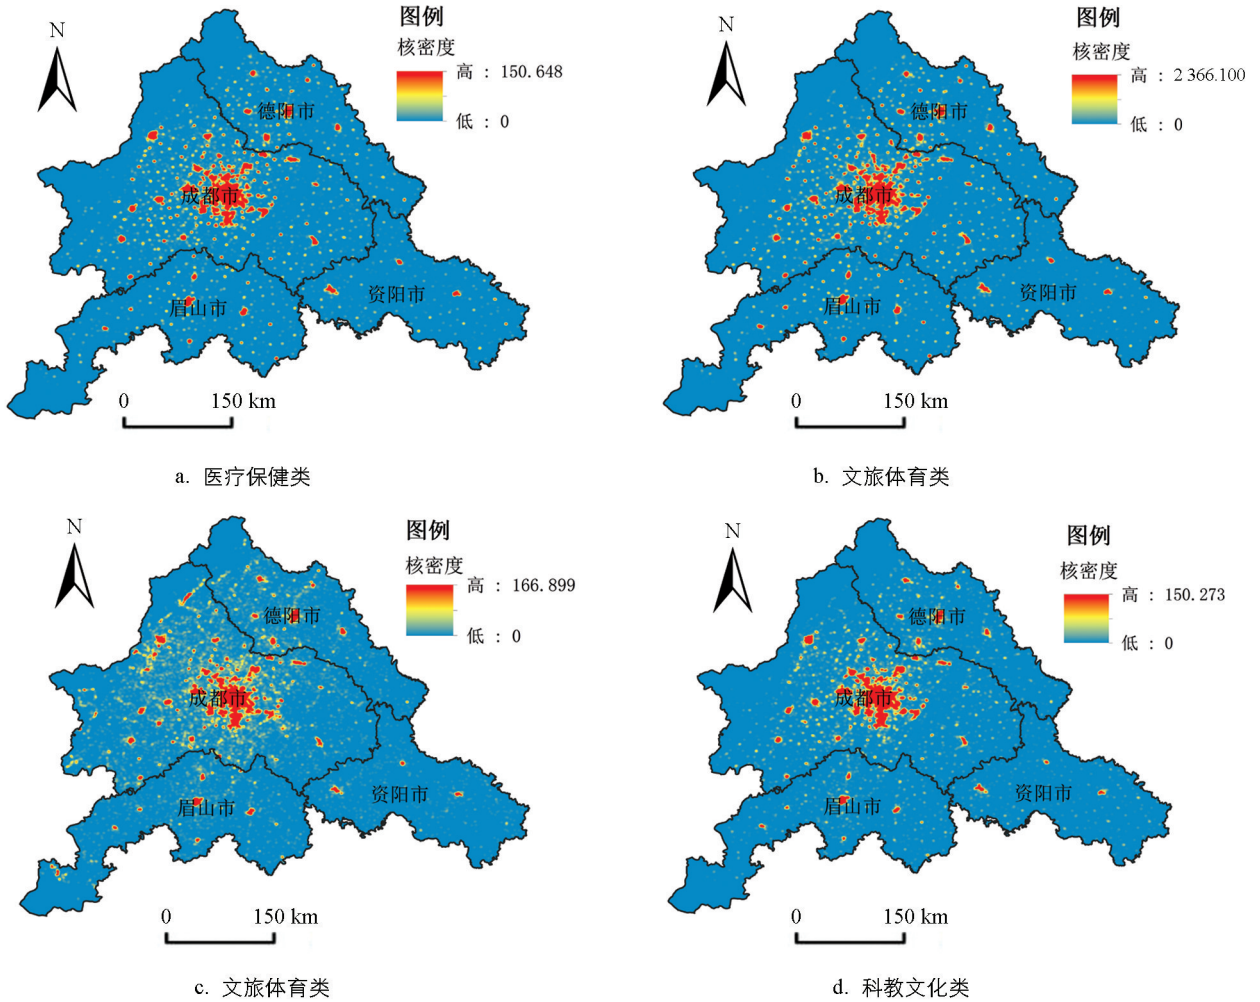 N
图例
核密度
高 : 150.648
低 : 0
德阳市
成都市
眉山市
资阳市
0 150 km
a. 医疗保健类
N
图例
核密度
高 : 2 366.100
低 : 0
德阳市
成都市
眉山市
资阳市
0 150 km
b. 文旅体育类
N
图例
核密度
高 : 166.899
低 : 0
德阳市
成都市
眉山市
资阳市
0 150 km
c. 文旅体育类
N
图例
核密度
高 : 150.273
低 : 0
德阳市
成都市
眉山市
资阳市
0 150 km
d. 科教文化类